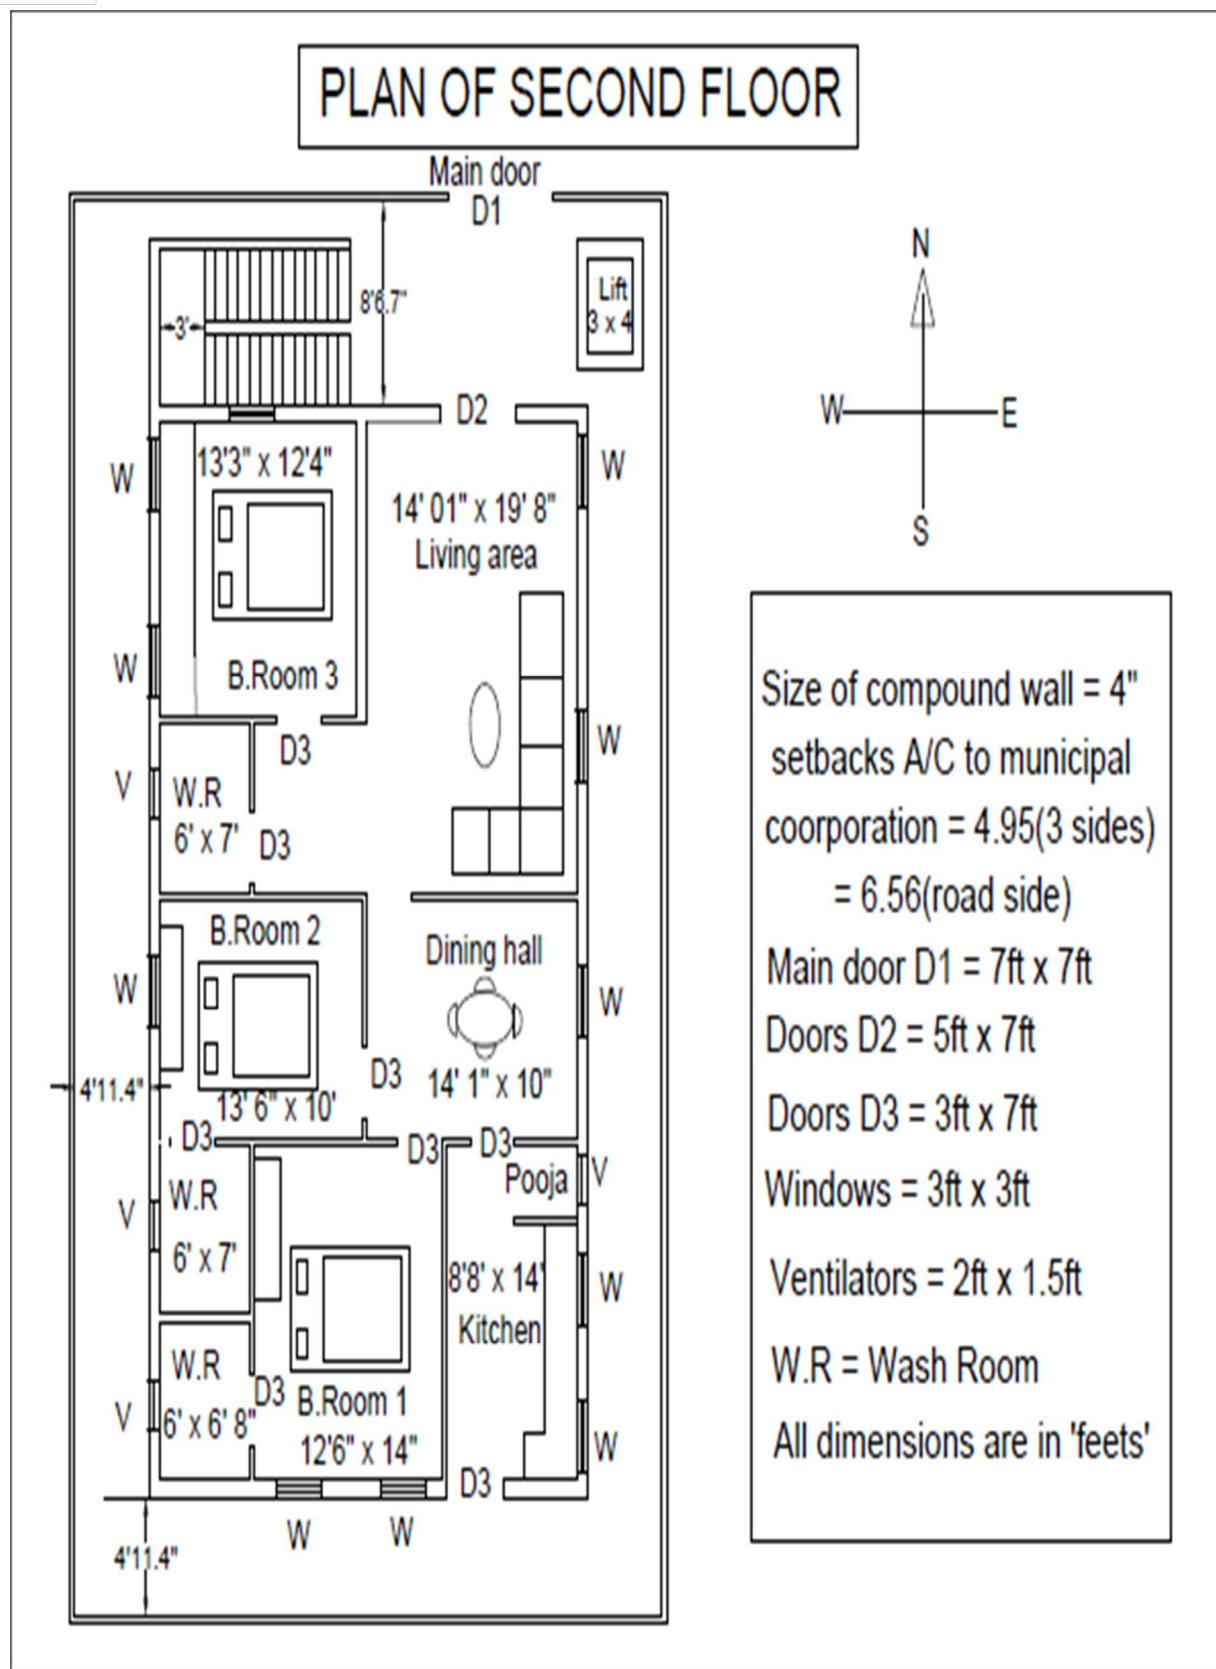 PLAN OF SECOND FLOOR
Main door
D1
N
Lift
3 x 4
8'6.7"
3'
W
E
D2
S
13'3" x 12'4"
W
W
14' 01" x 19' 8"
Living area
W
B.Room 3
D3
W
V
W.R
6' x 7'
D3
B.Room 2
Dining hall
W
W
4'11.4"
13' 6" x 10'
D3
14' 1" x 10"
D3
D3
D3
Pooja
V
W.R
V
6' x 7'
8'8' x 14'
W
Kitchen
W.R
D3
B.Room 1
V
6' x 6' 8"
12'6" x 14"
W
D3
W
W
4'11.4"
Size of compound wall = 4"
setbacks A/C to municipal
coorporation = 4.95(3 sides)
= 6.56(road side)
Main door D1 = 7ft x 7ft
Doors D2 = 5ft x 7ft
Doors D3 = 3ft x 7ft
Windows = 3ft x 3ft
Ventilators = 2ft x 1.5ft
W.R = Wash Room
All dimensions are in 'feets'